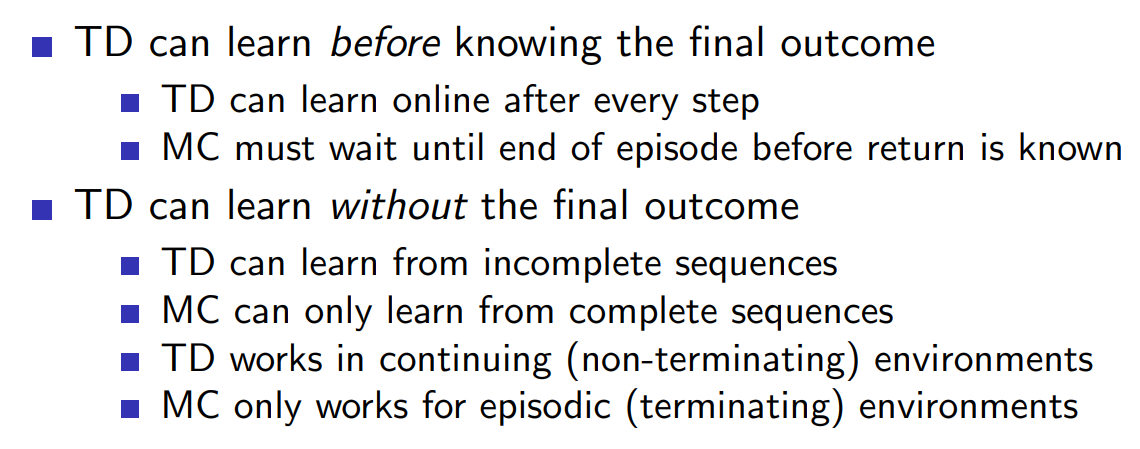 TD can learn before knowing the final outcome
TD can learn online after every step
MC must wait until end of episode before return is known
TD can learn without the final outcome
TD can learn from incomplete sequences
MC can only learn from complete sequences
TD works in continuing (non-terminating) environments
MC only works for episodic (terminating) environments